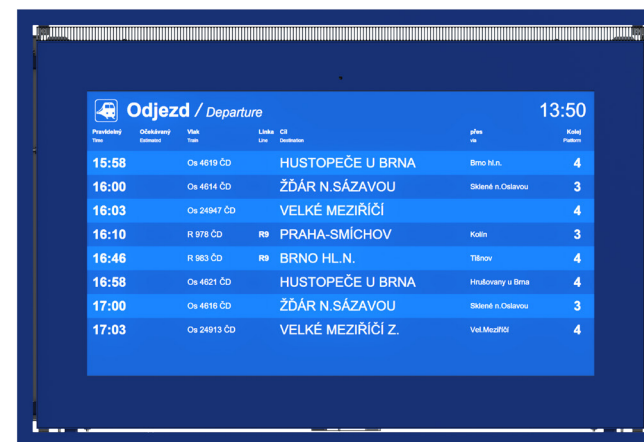 Odjezd / Departure 13:50
Pravidelný Očekávaný Vlak Linka Cíl přes Kolej
Time Estimated Train Line Destination via Platform
15:58 Os 4619 ČD HUSTOPEČE U BRNA Brno hl.n. 4
16:00 Os 4614 ČD ŽĎÁR N.SÁZAVOU Sklené n.Oslavou 3
16:03 Os 24947 ČD VELKÉ MEZIŘÍČÍ 4
16:10 R 978 ČD R9 PRAHA-SMÍCHOV Kolín 3
16:46 R 983 ČD R9 BRNO HL.N. Tišnov 4
16:58 Os 4621 ČD HUSTOPEČE U BRNA Hrušovany u Brna 4
17:00 Os 4616 ČD ŽĎÁR N.SÁZAVOU Sklené n.Oslavou 3
17:03 Os 24913 ČD VELKÉ MEZIŘÍČÍ Z. Vel.Meziříčí 4